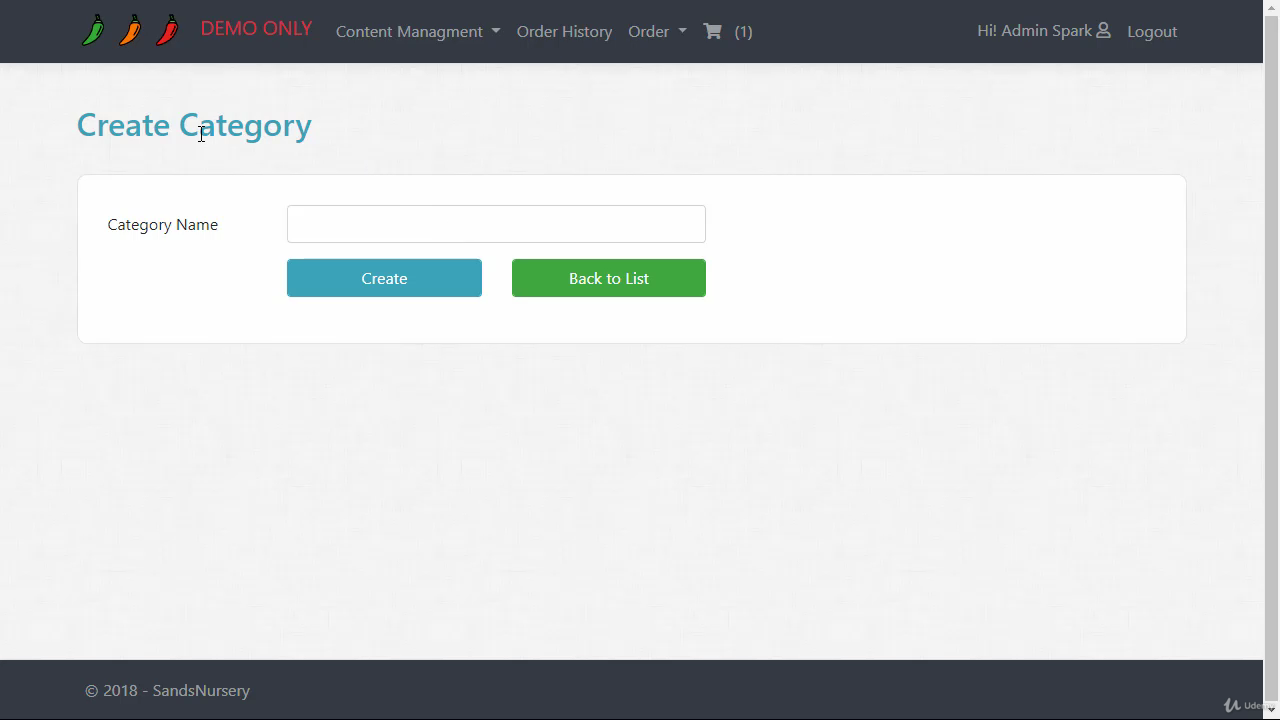 DEMO ONLY Content Managment Order History Order (1) Hi! Admin Spark Logout
Create Category
Category Name
Create Back to List
© 2018 - SandsNursery